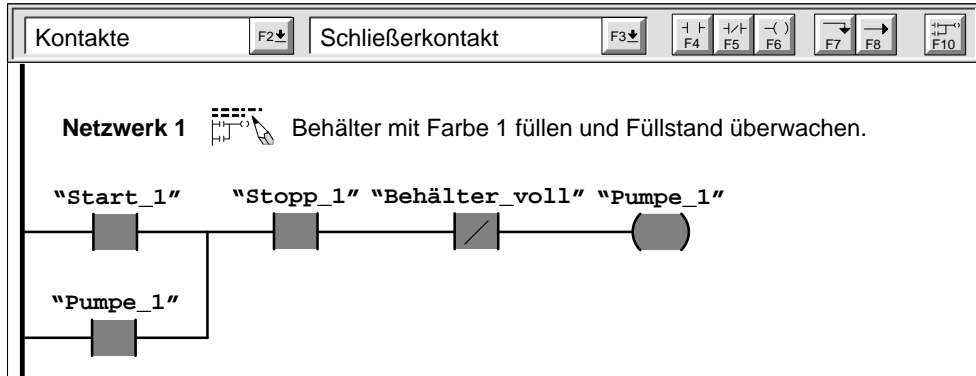 Kontakte F2 Schließerkontakt F3 F4 F5 F6 F7 F8 F10
Netzwerk 1 Behälter mit Farbe 1 füllen und Füllstand überwachen.
“Start_1” “Stopp_1” “Behälter_voll” “Pumpe_1”
“Pumpe_1”